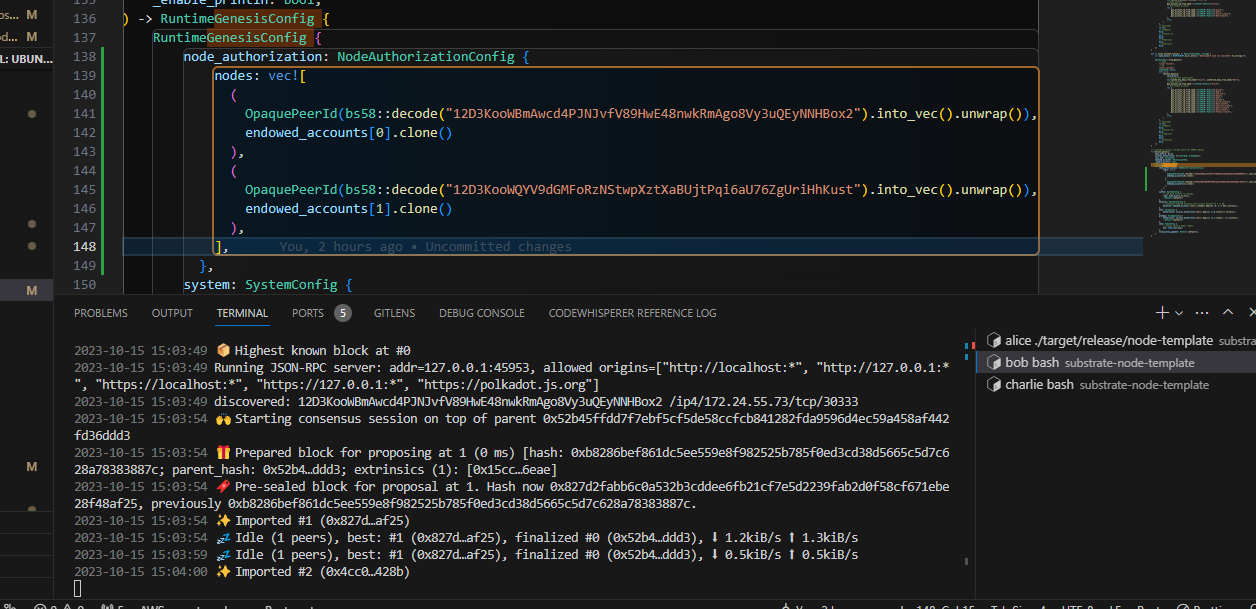 _enable_println: bool,
136 ) -> RuntimeGenesisConfig {
137 RuntimeGenesisConfig {
138 node_authorization: NodeAuthorizationConfig {
139 nodes: vec![
140 (
141 OpaquePeerId(bs58::decode("12D3KooWBmAwcd4PJNJvfV89HwE48nwkRmAgo8Vy3uQEyNNHBox2").into_vec().unwrap()),
142 endowed_accounts[0].clone()
143 ),
144 (
145 OpaquePeerId(bs58::decode("12D3KooWQYV9dGMFoRzNStwpXztXaBUjtPqi6aU76ZgUriHhKust").into_vec().unwrap()),
146 endowed_accounts[1].clone()
147 ),
148 ], You, 2 hours ago • Uncommitted changes
149 },
150 system: SystemConfig {
M
M
L: UBUN...
M
M
PROBLEMS OUTPUT TERMINAL PORTS 5 GITLENS DEBUG CONSOLE CODEWHISPERER REFERENCE LOG
2023-10-15 15:03:49 📦 Highest known block at #0
2023-10-15 15:03:49 Running JSON-RPC server: addr=127.0.0.1:45953, allowed origins=["http://localhost:*", "http://127.0.0.1:*
", "https://localhost:*", "https://127.0.0.1:*", "https://polkadot.js.org"]
2023-10-15 15:03:49 discovered: 12D3KooWBmAwcd4PJNJvfV89HwE48nwkRmAgo8Vy3uQEyNNHBox2 /ip4/172.24.55.73/tcp/30333
2023-10-15 15:03:54 🙌 Starting consensus session on top of parent 0x52b45ffdd7f7ebf5cf5de58ccfcb841282fda9596d4ec59a458af442
fd36ddd3
2023-10-15 15:03:54 🎁 Prepared block for proposing at 1 (0 ms) [hash: 0xb8286bef861dc5ee559e8f982525b785f0ed3cd38d5665c5d7c6
28a78383887c; parent_hash: 0x52b4…ddd3; extrinsics (1): [0x15cc…6eae]
2023-10-15 15:03:54 🔖 Pre-sealed block for proposal at 1. Hash now 0x827d2fabb6c0a532b3cddee6fb21cf7e5d2239fab2d0f58cf671ebe
28f48af25, previously 0xb8286bef861dc5ee559e8f982525b785f0ed3cd38d5665c5d7c628a78383887c.
2023-10-15 15:03:54 ✨ Imported #1 (0x827d…af25)
2023-10-15 15:03:54 💤 Idle (1 peers), best: #1 (0x827d…af25), finalized #0 (0x52b4…ddd3), ⬇ 1.2kiB/s ⬆ 1.3kiB/s
2023-10-15 15:03:59 💤 Idle (1 peers), best: #1 (0x827d…af25), finalized #0 (0x52b4…ddd3), ⬇ 0.5kiB/s ⬆ 0.5kiB/s
2023-10-15 15:04:00 ✨ Imported #2 (0x4cc0…428b)
alice ./target/release/node-template substra
bob bash substrate-node-template
charlie bash substrate-node-template